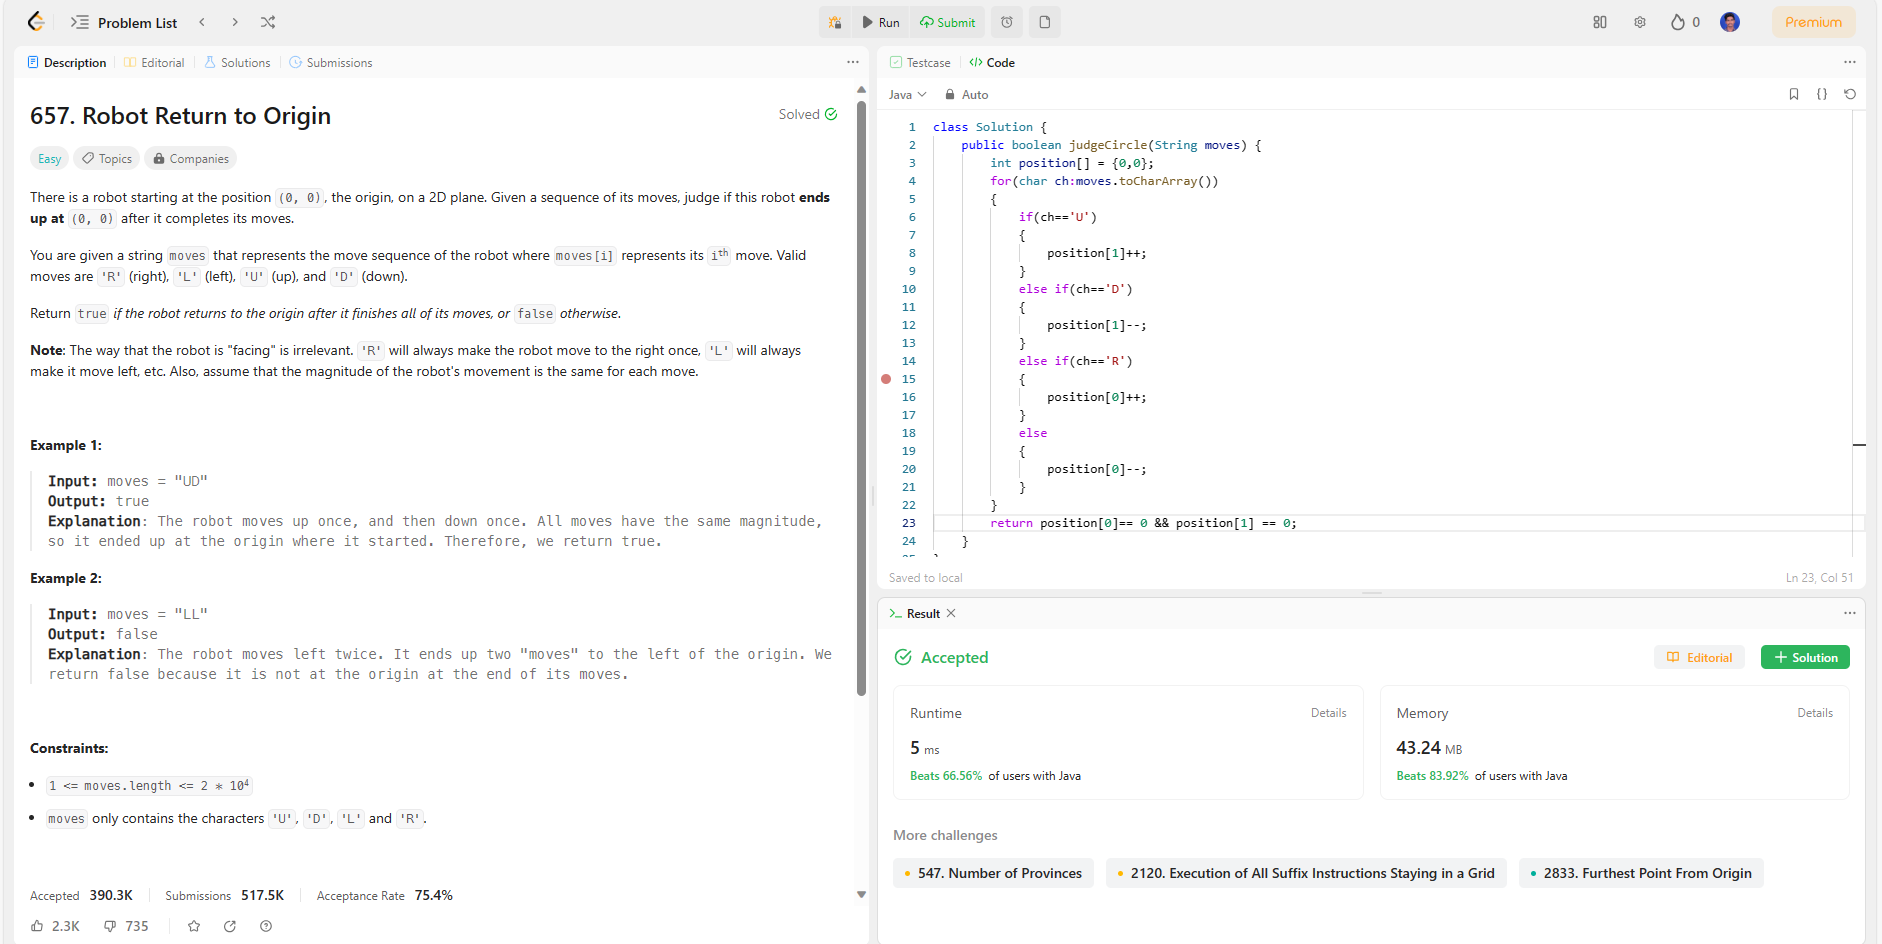 Problem List
Run
Submit
0
Premium
Description
Editorial
Solutions
Submissions
657. Robot Return to Origin
Solved
Easy
Topics
Companies
There is a robot starting at the position (0, 0), the origin, on a 2D plane. Given a sequence of its moves, judge if this robot ends
up at (0, 0) after it completes its moves.
You are given a string moves that represents the move sequence of the robot where moves[i] represents its ith move. Valid
moves are 'R' (right), 'L' (left), 'U' (up), and 'D' (down).
Return true if the robot returns to the origin after it finishes all of its moves, or false otherwise.
Note: The way that the robot is "facing" is irrelevant. 'R' will always make the robot move to the right once, 'L' will always
make it move left, etc. Also, assume that the magnitude of the robot's movement is the same for each move.
Example 1:
Input: moves = "UD"
Output: true
Explanation: The robot moves up once, and then down once. All moves have the same magnitude,
so it ended up at the origin where it started. Therefore, we return true.
Example 2:
Input: moves = "LL"
Output: false
Explanation: The robot moves left twice. It ends up two "moves" to the left of the origin. We
return false because it is not at the origin at the end of its moves.
Constraints:
• 1 <= moves.length <= 2 * 10⁴
• moves only contains the characters 'U', 'D', 'L' and 'R'.
Accepted 390.3K
Submissions 517.5K
Acceptance Rate 75.4%
2.3K
735
Testcase
</> Code
Java
Auto
{}
1 class Solution {
2 public boolean judgeCircle(String moves) {
3 int position[] = {0,0};
4 for(char ch:moves.toCharArray())
5 {
6 if(ch=='U')
7 {
8 position[1]++;
9 }
10 else if(ch=='D')
11 {
12 position[1]--;
13 }
14 else if(ch=='R')
15 {
16 position[0]++;
17 }
18 else
19 {
20 position[0]--;
21 }
22 }
23 return position[0]== 0 && position[1] == 0;
24 }
Saved to local
Ln 23, Col 51
Result
Accepted
Editorial
+ Solution
Runtime
Details
5 ms
Beats 66.56% of users with Java
Memory
Details
43.24 MB
Beats 83.92% of users with Java
More challenges
547. Number of Provinces
2120. Execution of All Suffix Instructions Staying in a Grid
2833. Furthest Point From Origin